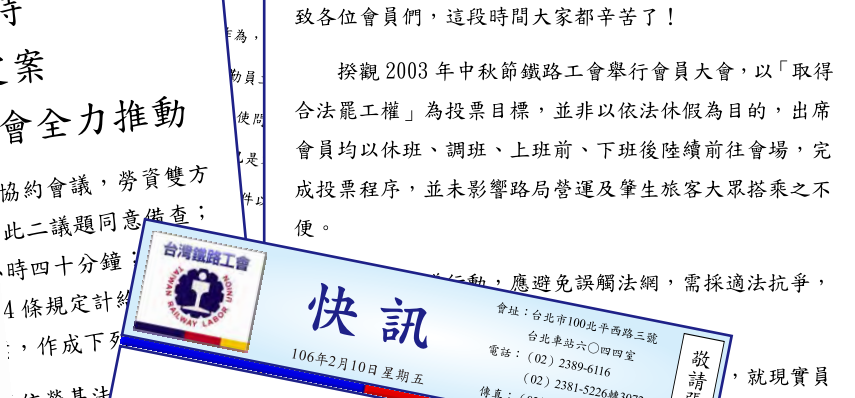 待
案
會全力推動
協約會議，勞資雙方
此二議題同意備查；
時四十分鐘；
4 條規定計
，作成下列
致各位會員們，這段時間大家都辛苦了！
揆觀 2003 年中秋節鐵路工會舉行會員大會，以「取得
合法罷工權」為投票目標，並非以依法休假為目的，出席
會員均以休班、調班、上班前、下班後陸續前往會場，完
成投票程序，並未影響路局營運及肇生旅客大眾搭乘之不
便。
行動，應避免誤觸法網，需採適法抗爭，
，就現實員
台灣鐵路工會
TAIWAN RAILWAY LABOR UNION
快訊
106年2月10日星期五
會址：台北市100北平西路三號
台北車站六〇四四室
電話：（02）2389-6116
（02）2381-5226轉
傳真：
敬請